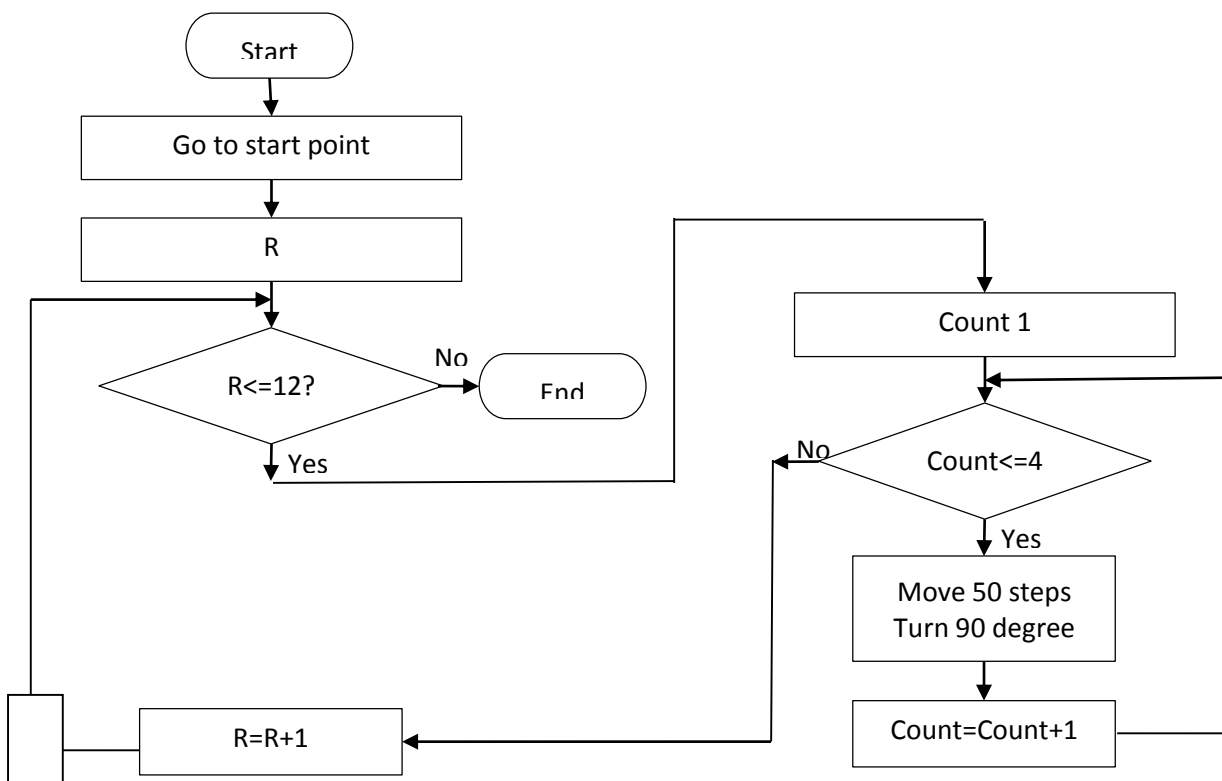 Start
Go to start point
R
R<=12?
No
End
Yes
Count 1
Count<=4
No
Yes
Move 50 steps
Turn 90 degree
Count=Count+1
R=R+1